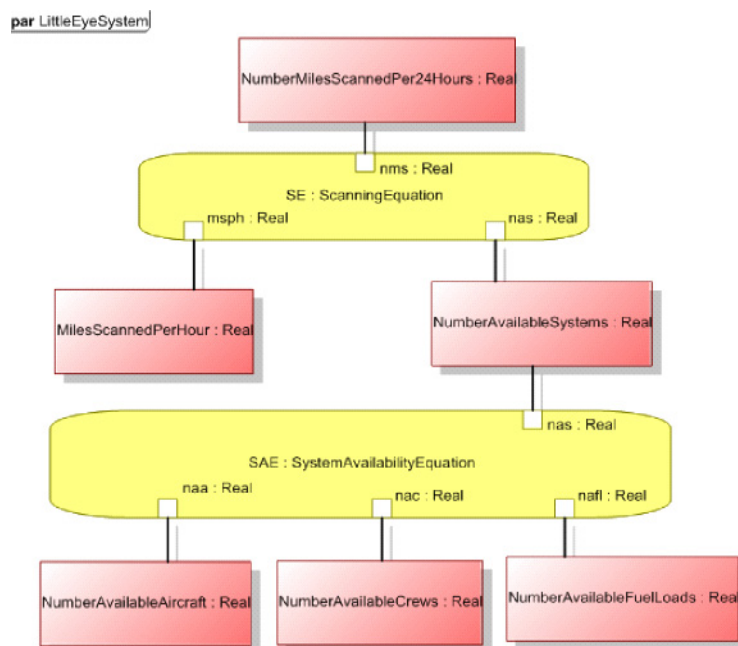 par LittleEyeSystem
NumberMilesScannedPer24Hours : Real
nms : Real
SE : ScanningEquation
msph : Real
nas : Real
MilesScannedPerHour : Real
NumberAvailableSystems : Real
nas : Real
SAE : SystemAvailabilityEquation
naa : Real
nac : Real
nafl : Real
NumberAvailableAircraft : Real
NumberAvailableCrews : Real
NumberAvailableFuelLoads : Real